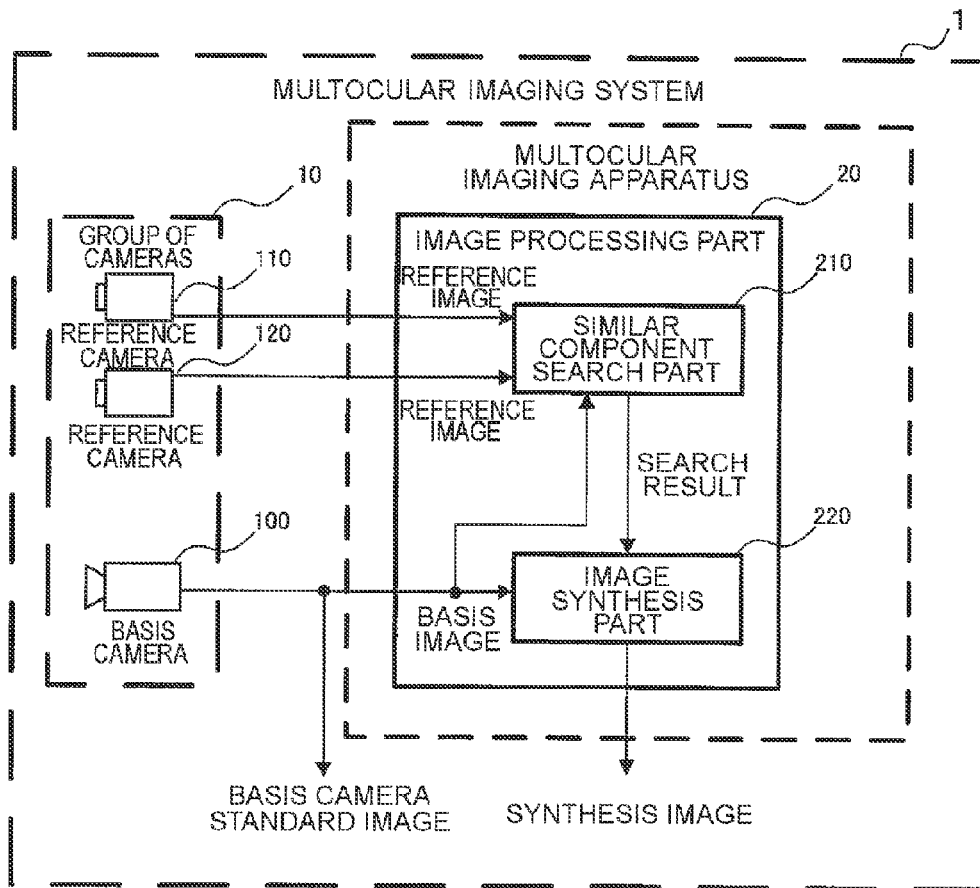 1
MULTOCULAR IMAGING SYSTEM
MULTOCULAR
IMAGING APPARATUS
10
20
GROUP OF
CAMERAS
110
REFERENCE
CAMERA
120
REFERENCE
CAMERA
100
BASIS
CAMERA
IMAGE PROCESSING PART
REFERENCE
IMAGE
210
SIMILAR
COMPONENT
SEARCH PART
REFERENCE
IMAGE
SEARCH
RESULT
220
IMAGE
SYNTHESIS
PART
BASIS
IMAGE
BASIS CAMERA
STANDARD IMAGE
SYNTHESIS IMAGE